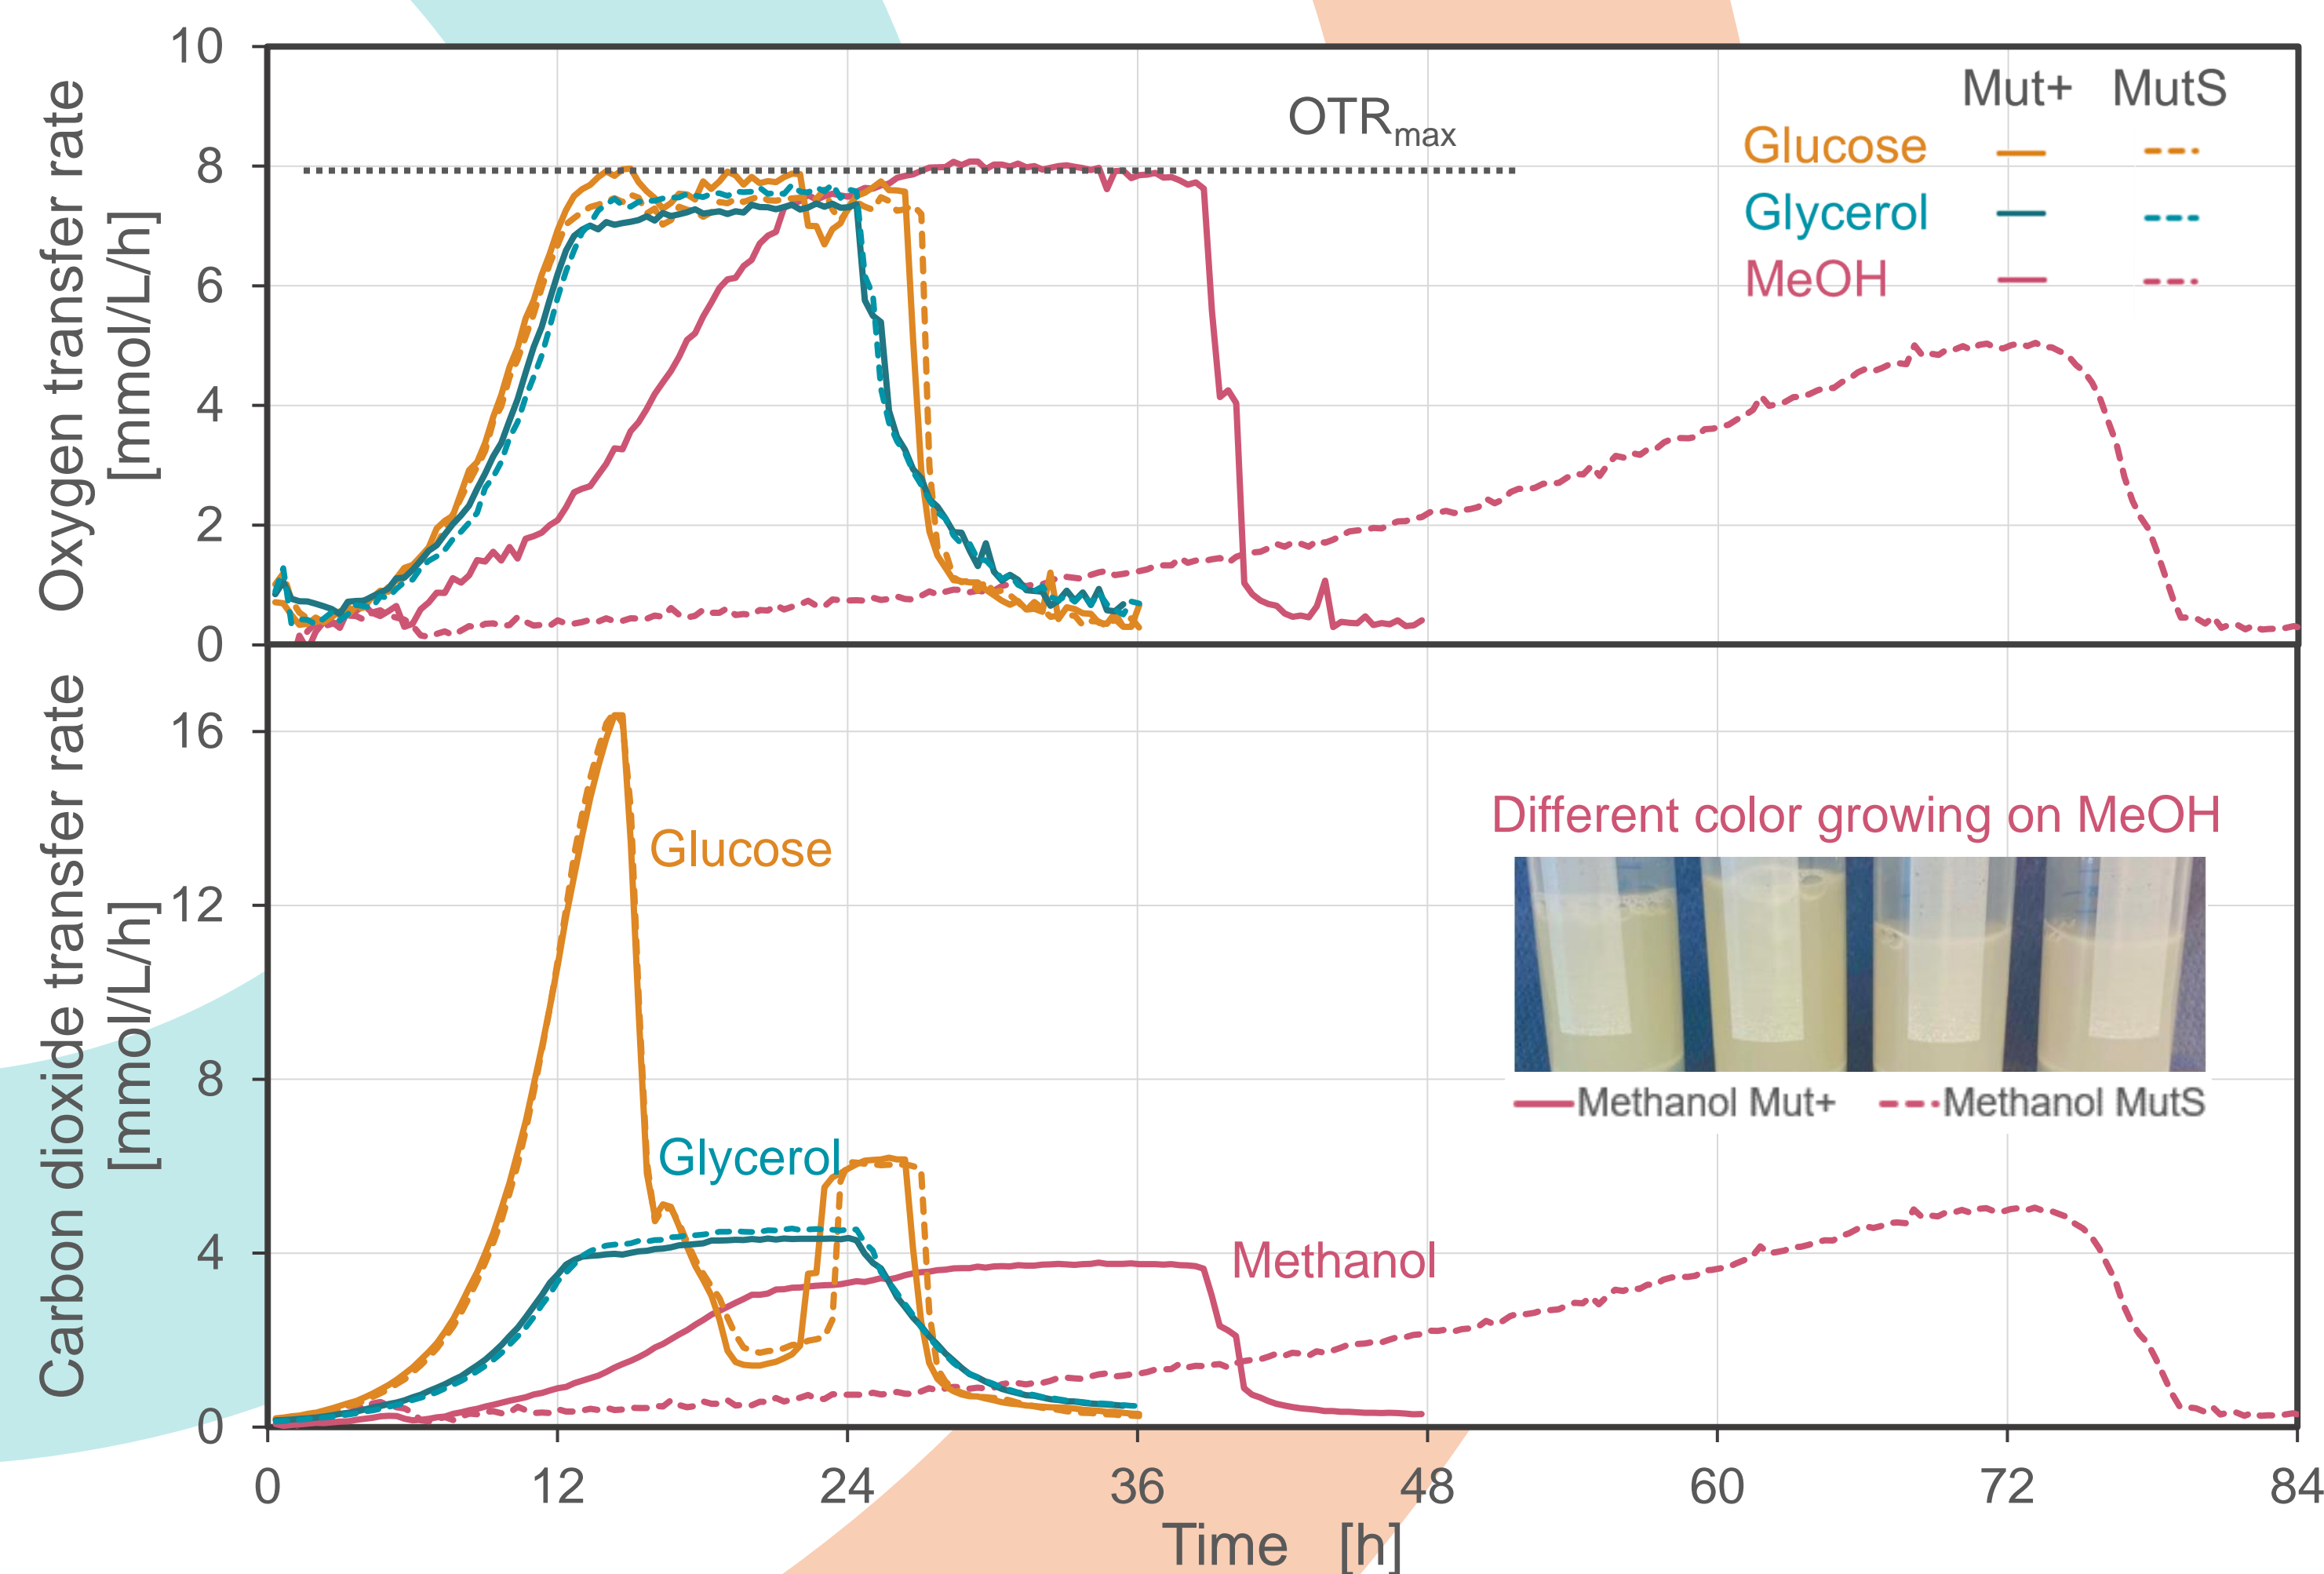 Oxygen transfer rate
[mmol/L/h]
10
8
6
4
2
0
OTRmax
Mut+ MutS
Glucose
Glycerol
MeOH
Carbon dioxide transfer rate
[mmol/L/h]
16
12
8
4
0
Glucose
Glycerol
Methanol
Different color growing on MeOH
Methanol Mut+ Methanol MutS
0 12 24 36 48 60 72 84
Time [h]